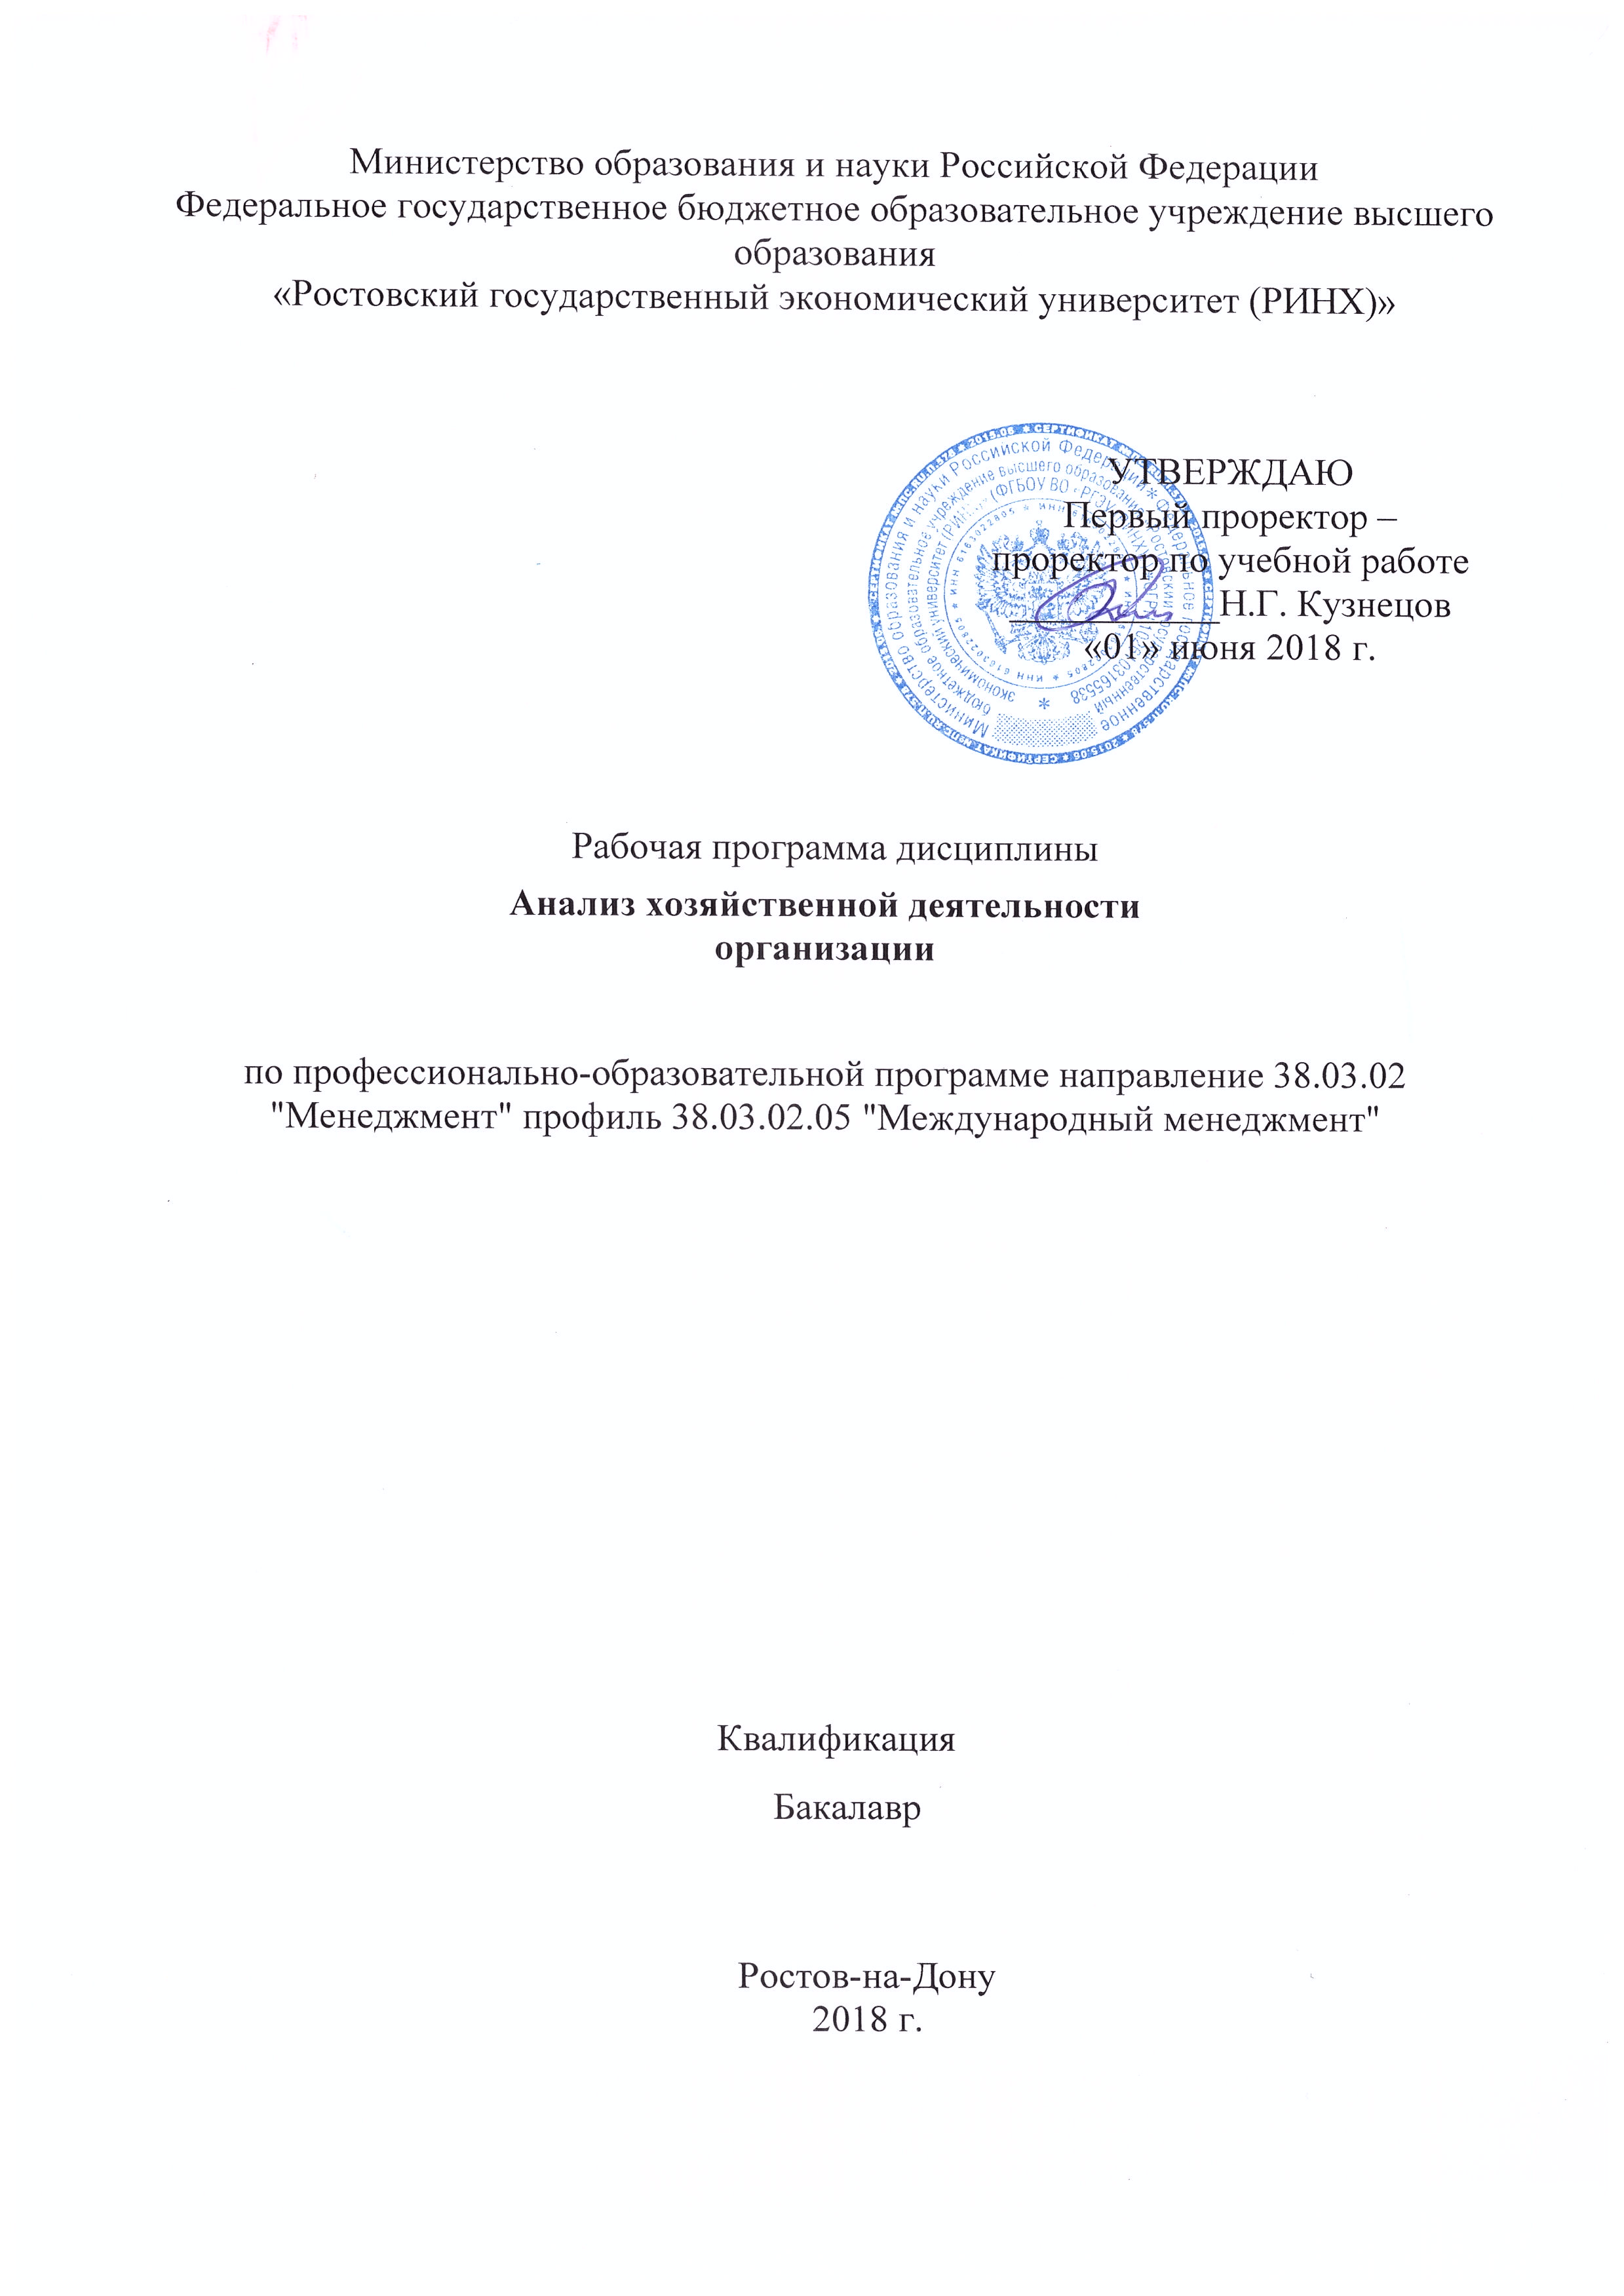 Министерство образования и науки Российской Федерации
Федеральное государственное бюджетное образовательное учреждение высшего
образования
«Ростовский государственный экономический университет (РИНХ)»
УТВЕРЖДАЮ
Первый проректор –
проректор по учебной работе
Н.Г. Кузнецов
«01» июня 2018 г.
Рабочая программа дисциплины
Анализ хозяйственной деятельности
организации
по профессионально-образовательной программе направление 38.03.02
"Менеджмент" профиль 38.03.02.05 "Международный менеджмент"
Квалификация
Бакалавр
Ростов-на-Дону
2018 г.